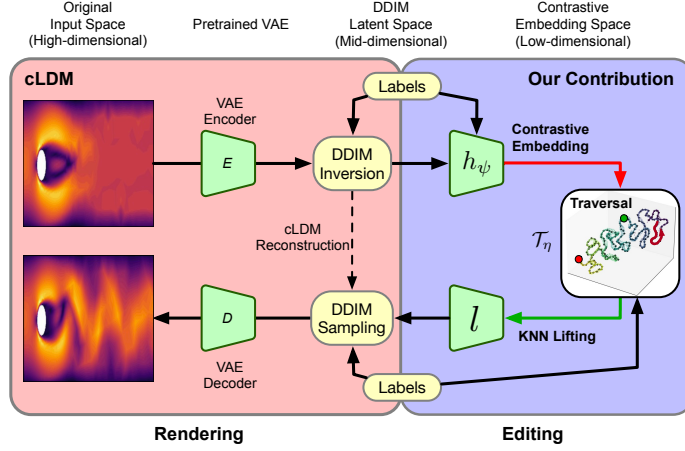 Original
Input Space
(High-dimensional)
Pretrained VAE
DDIM
Latent Space
(Mid-dimensional)
Contrastive
Embedding Space
(Low-dimensional)
cLDM
Our Contribution
Labels
VAE
Encoder
E
DDIM
Inversion
h_ψ
Contrastive
Embedding
Traversal
𝒯_η
cLDM
Reconstruction
D
DDIM
Sampling
l
KNN Lifting
VAE
Decoder
Labels
Rendering
Editing